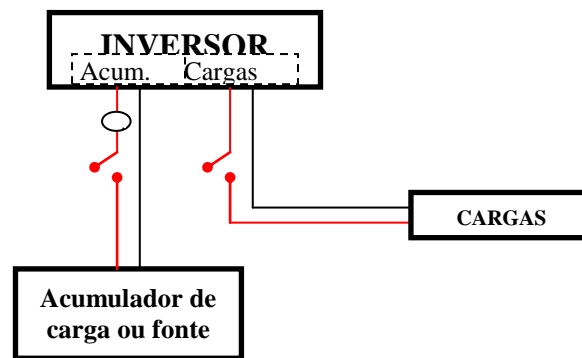 INVERSOR
Acum. Cargas
CARGAS
Acumulador de
carga ou fonte